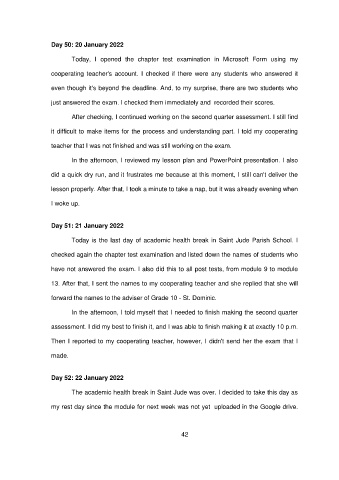 Day 50: 20 January 2022
Today, I opened the chapter test examination in Microsoft Form using my
cooperating teacher's account. I checked if there were any students who answered it
even though it's beyond the deadline. And, to my surprise, there are two students who
just answered the exam. I checked them immediately and recorded their scores.
After checking, I continued working on the second quarter assessment. I still find
it difficult to make items for the process and understanding part. I told my cooperating
teacher that I was not finished and was still working on the exam.
In the afternoon, I reviewed my lesson plan and PowerPoint presentation. I also
did a quick dry run, and it frustrates me because at this moment, I still can't deliver the
lesson properly. After that, I took a minute to take a nap, but it was already evening when
I woke up.
Day 51: 21 January 2022
Today is the last day of academic health break in Saint Jude Parish School. I
checked again the chapter test examination and listed down the names of students who
have not answered the exam. I also did this to all post tests, from module 9 to module
13. After that, I sent the names to my cooperating teacher and she replied that she will
forward the names to the adviser of Grade 10 - St. Dominic.
In the afternoon, I told myself that I needed to finish making the second quarter
assessment. I did my best to finish it, and I was able to finish making it at exactly 10 p.m.
Then I reported to my cooperating teacher, however, I didn't send her the exam that I
made.
Day 52: 22 January 2022
The academic health break in Saint Jude was over. I decided to take this day as
my rest day since the module for next week was not yet uploaded in the Google drive.
42